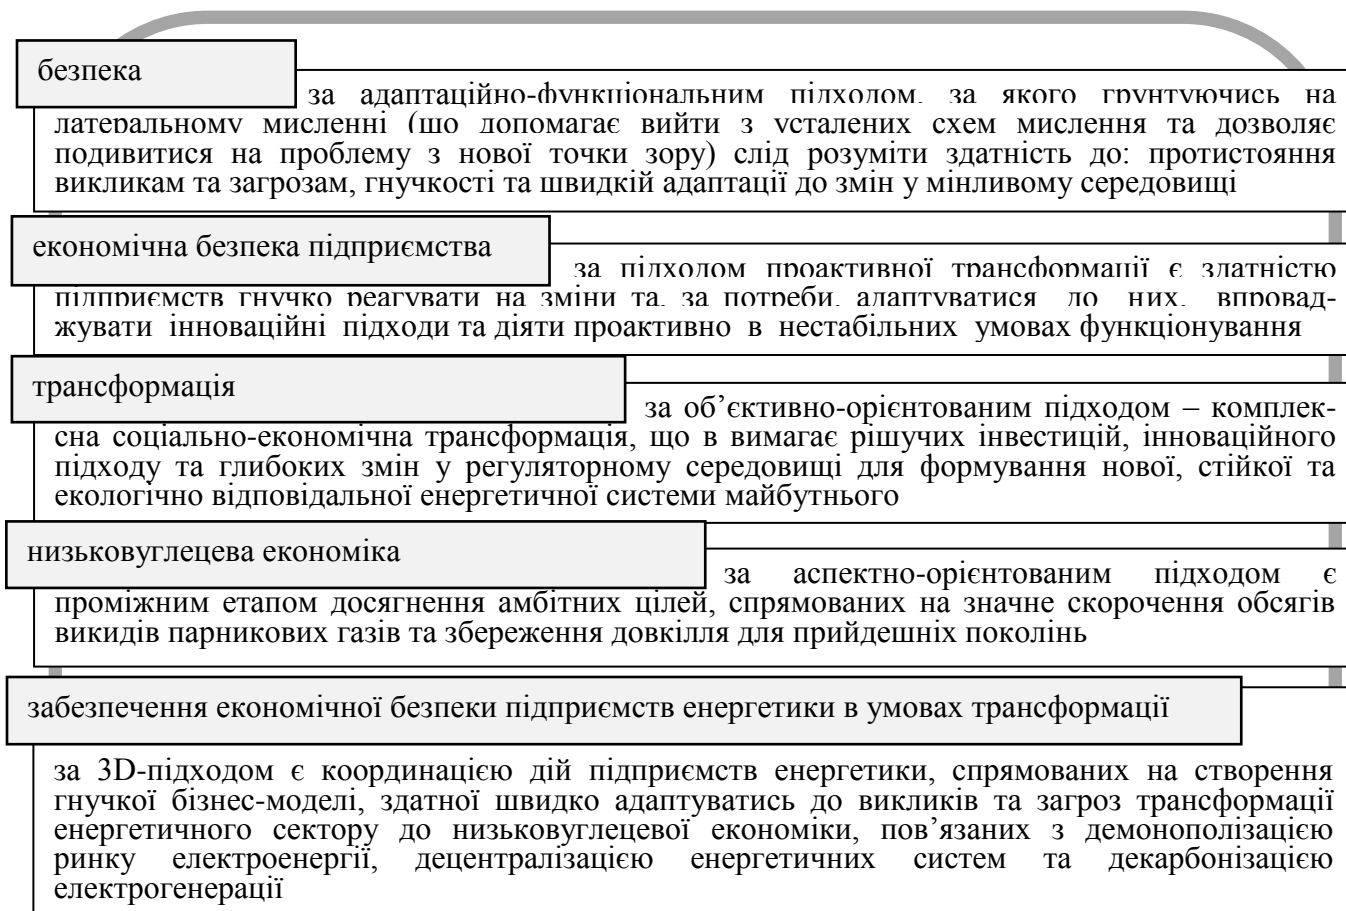 безпека
за адаптаційно-функціональним підходом, за якого ґрунтуючись на
латеральному мисленні (що допомагає вийти з усталених схем мислення та дозволяє
подивитися на проблему з нової точки зору) слід розуміти здатність до: протистояння
викликам та загрозам, гнучкості та швидкій адаптації до змін у мінливому середовищі
економічна безпека підприємства
за підходом проактивної трансформації є здатністю
підприємств гнучко реагувати на зміни та, за потреби, адаптуватися до них, впровад-
жувати інноваційні підходи та діяти проактивно в нестабільних умовах функціонування
трансформація
за об’єктивно-орієнтованим підходом – комплек-
сна соціально-економічна трансформація, що в вимагає рішучих інвестицій, інноваційного
підходу та глибоких змін у регуляторному середовищі для формування нової, стійкої та
екологічно відповідальної енергетичної системи майбутнього
низьковуглецева економіка
за аспектно-орієнтованим підходом є
проміжним етапом досягнення амбітних цілей, спрямованих на значне скорочення обсягів
викидів парникових газів та збереження довкілля для прийдешніх поколінь
забезпечення економічної безпеки підприємств енергетики в умовах трансформації
за 3D-підходом є координацією дій підприємств енергетики, спрямованих на створення
гнучкої бізнес-моделі, здатної швидко адаптуватись до викликів та загроз трансформації
енергетичного сектору до низьковуглецевої економіки, пов’язаних з демонополізацією
ринку електроенергії, децентралізацією енергетичних систем та декарбонізацією
електрогенерації